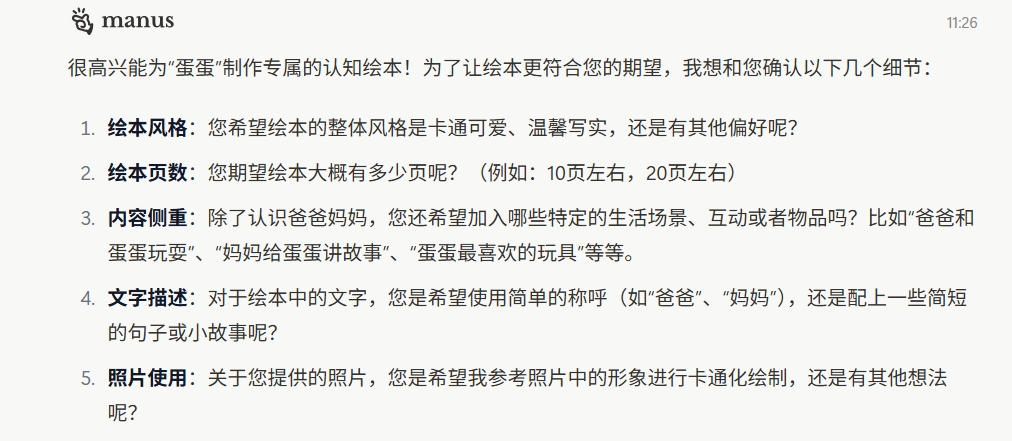 manus
11:26
很高兴能为“蛋蛋”制作专属的认知绘本！为了让绘本更符合您的期望，我想和您确认以下几个细节：
1. 绘本风格：您希望绘本的整体风格是卡通可爱、温馨写实，还是有其他偏好呢？
2. 绘本页数：您期望绘本大概有多少页呢？（例如：10页左右，20页左右）
3. 内容侧重：除了认识爸爸妈妈，您还希望加入哪些特定的生活场景、互动或者物品吗？比如“爸爸和
蛋蛋玩耍”、“妈妈给蛋蛋讲故事”、“蛋蛋最喜欢的玩具”等等。
4. 文字描述：对于绘本中的文字，您是希望使用简单的称呼（如“爸爸”、“妈妈”），还是配上一些简短
的句子或小故事呢？
5. 照片使用：关于您提供的照片，您是希望我参考照片中的形象进行卡通化绘制，还是有其他想法
呢？